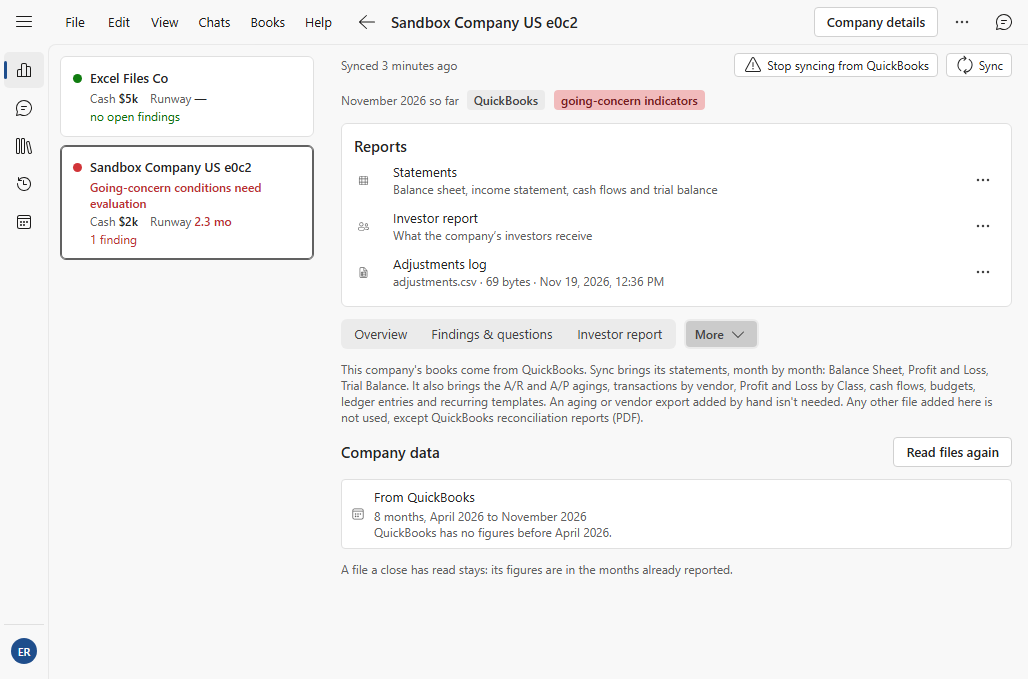 File Edit View Chats Books Help
Sandbox Company US e0c2
Company details
Excel Files Co
Cash $5k Runway —
no open findings
Sandbox Company US e0c2
Going-concern conditions need
evaluation
Cash $2k Runway 2.3 mo
1 finding
ER
Synced 3 minutes ago
Stop syncing from QuickBooks
Sync
November 2026 so far QuickBooks going-concern indicators
Reports
Statements
Balance sheet, income statement, cash flows and trial balance
Investor report
What the company's investors receive
Adjustments log
adjustments.csv · 69 bytes · Nov 19, 2026, 12:36 PM
Overview Findings & questions Investor report More
This company's books come from QuickBooks. Sync brings its statements, month by month: Balance Sheet, Profit and Loss,
Trial Balance. It also brings the A/R and A/P agings, transactions by vendor, Profit and Loss by Class, cash flows, budgets,
ledger entries and recurring templates. An aging or vendor export added by hand isn't needed. Any other file added here is
not used, except QuickBooks reconciliation reports (PDF).
Company data
Read files again
From QuickBooks
8 months, April 2026 to November 2026
QuickBooks has no figures before April 2026.
A file a close has read stays: its figures are in the months already reported.